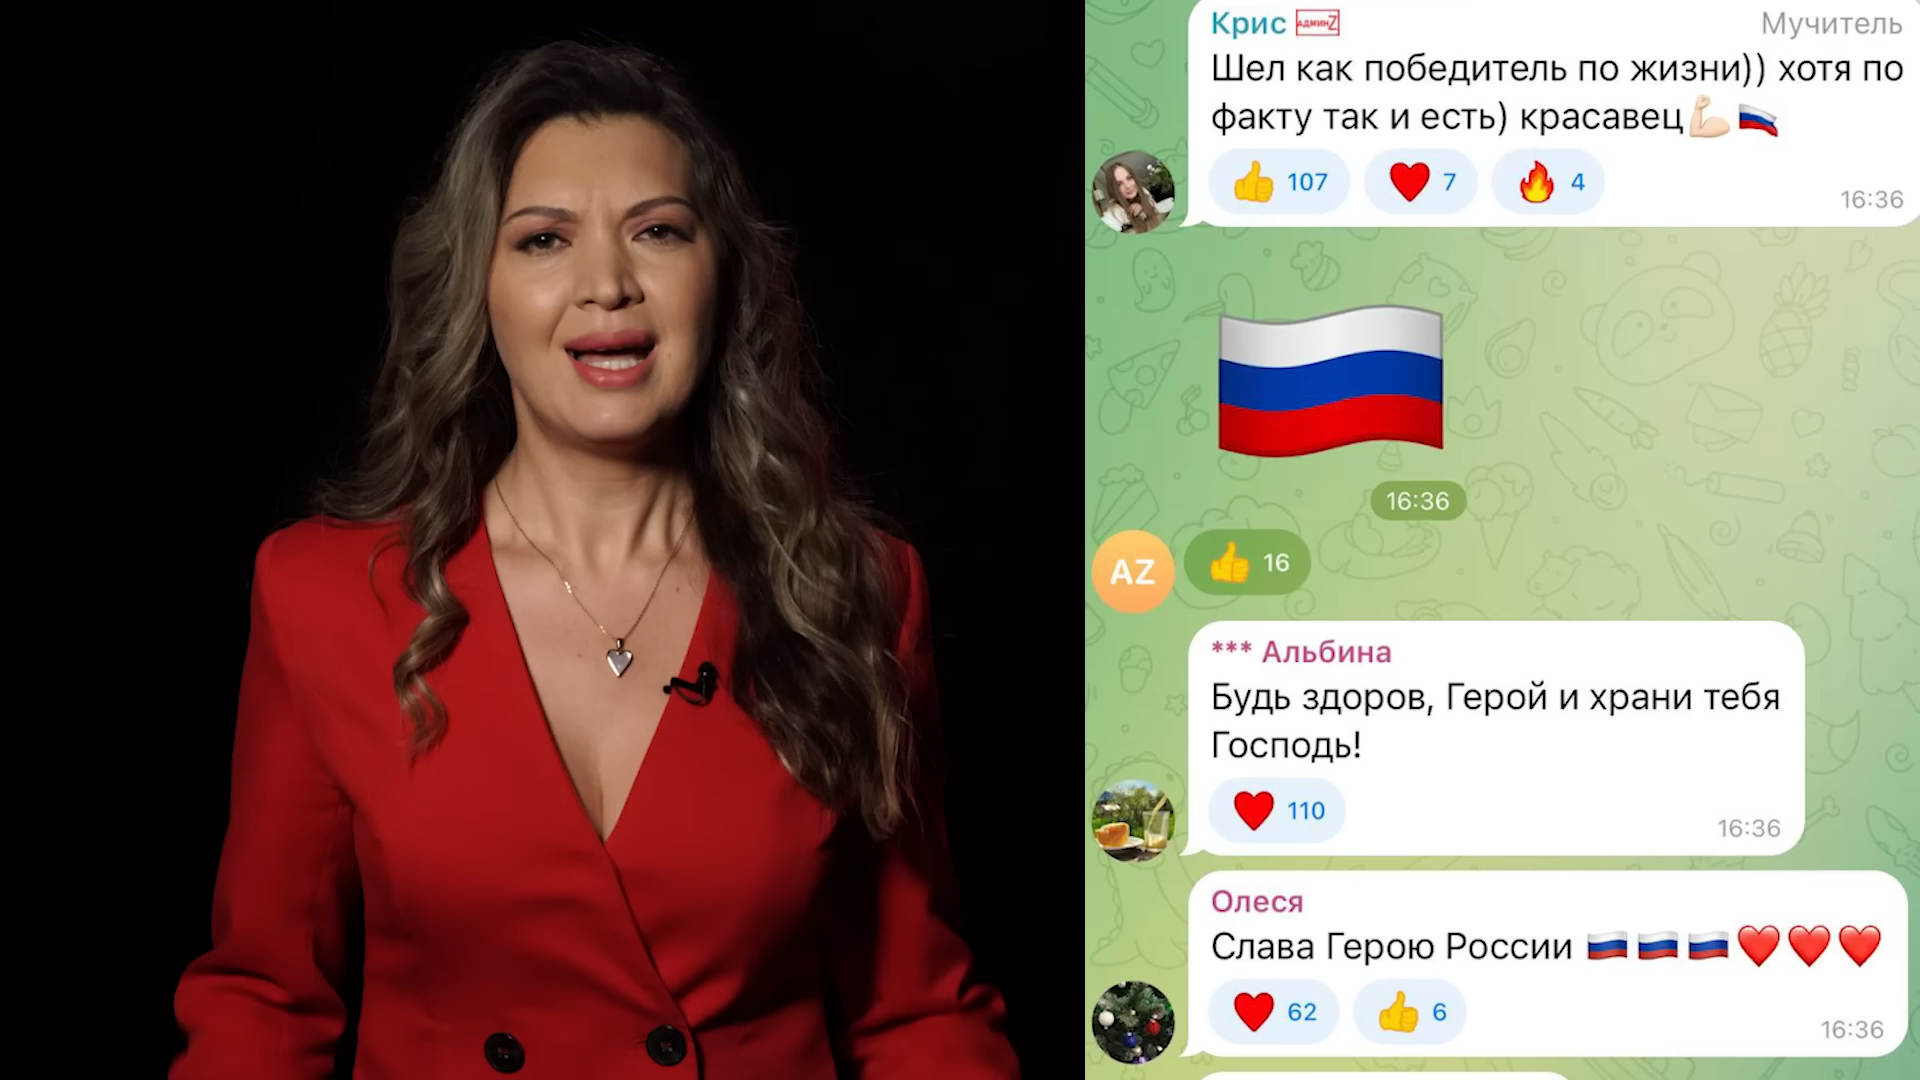 Крис АДМИНZ Мучитель
Шел как победитель по жизни)) хотя по
факту так и есть) красавец💪🏻🇷🇺
👍 107 ❤️ 7 🔥 4
16:36
16:36
AZ 👍 16
*** Альбина
Будь здоров, Герой и храни тебя
Господь!
❤️ 110
16:36
Олеся
Слава Герою России 🇷🇺🇷🇺🇷🇺❤️❤️❤️
❤️ 62 👍 6
16:36